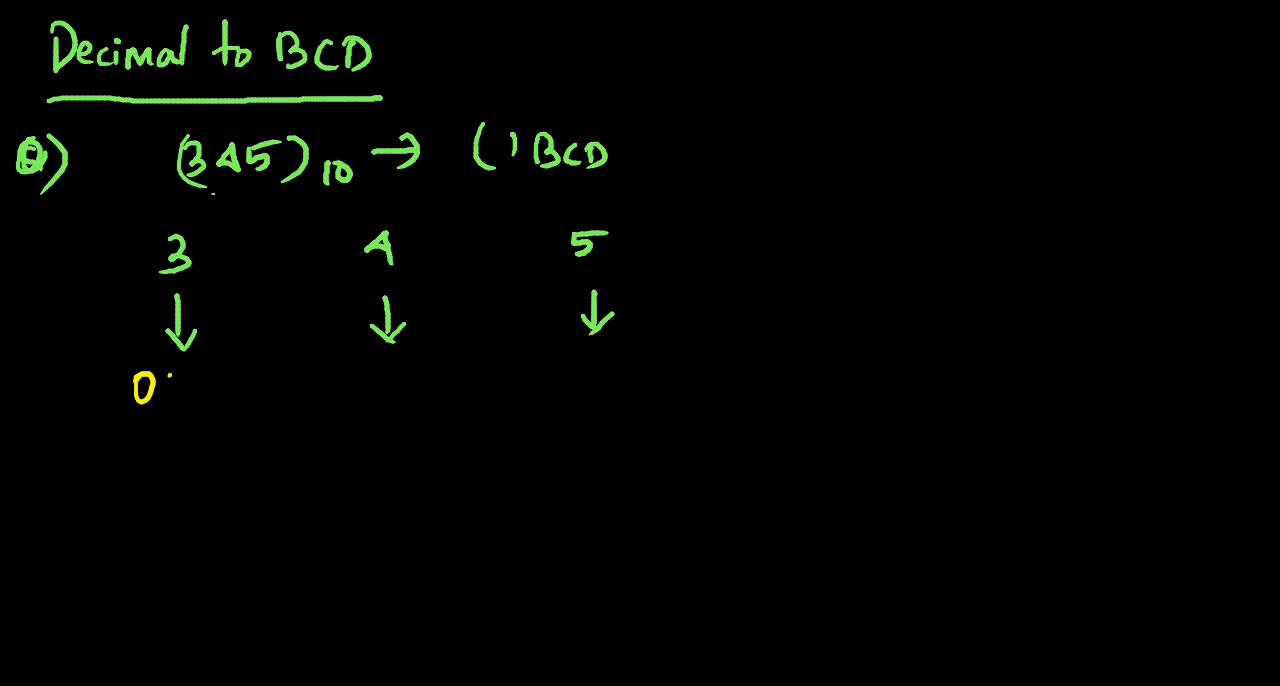 Decimal to BCD
Q) (345)10 → ( ) BCD
3 4 5
↓ ↓ ↓
0